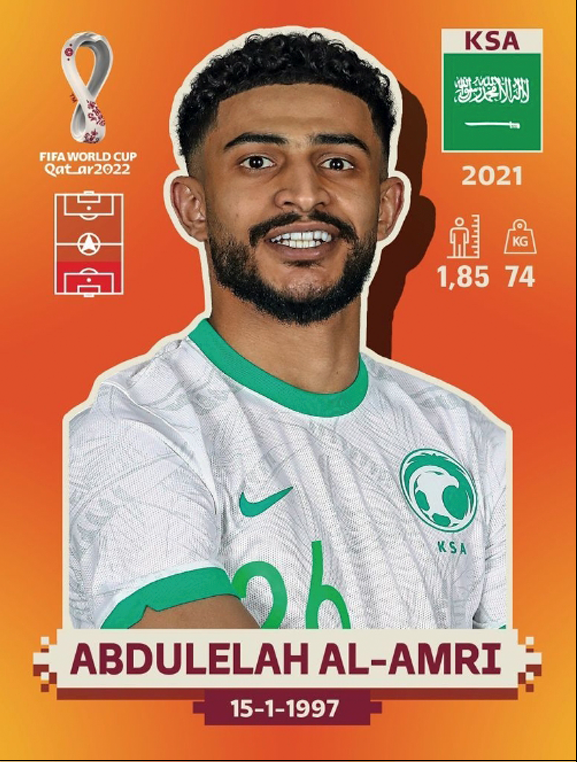 KSA
لا إله إلا الله محمد رسول الله
FIFA WORLD CUP
Qatar2022
2021
KG
1,85 74
KSA
26
ABDULELAH AL-AMRI
15-1-1997